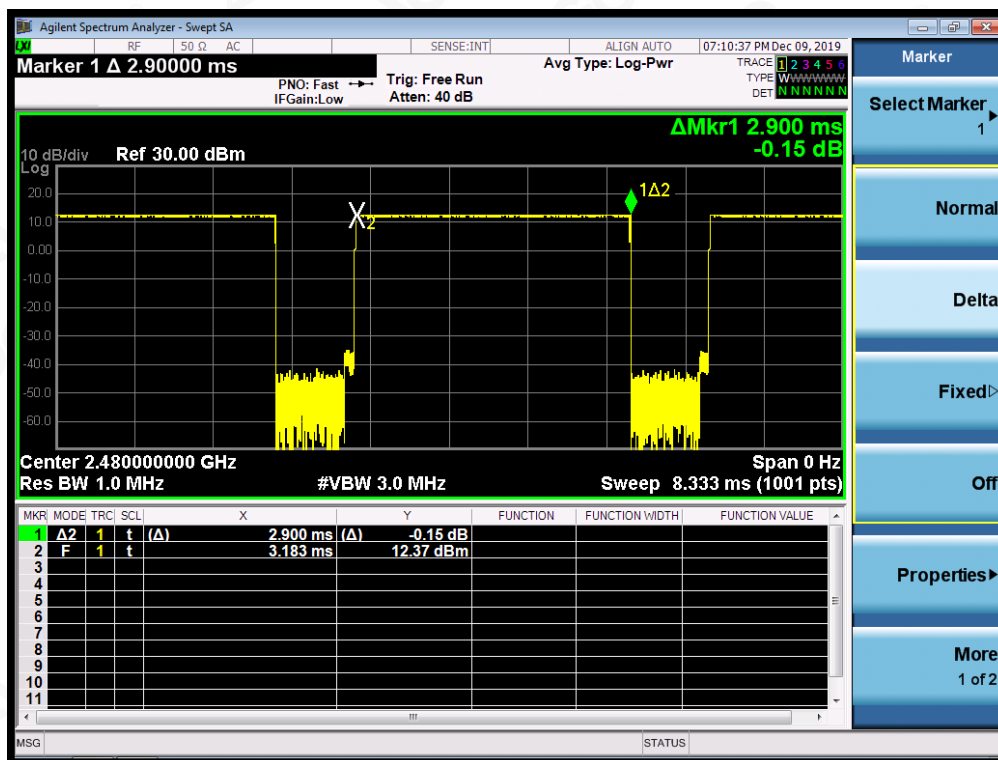 Agilent Spectrum Analyzer - Swept SA
LXI RF 50 Ω AC SENSE:INT ALIGN AUTO 07:10:37 PM Dec 09, 2019
Marker 1 Δ 2.90000 ms
PNO: Fast
IFGain:Low
Trig: Free Run
Atten: 40 dB
Avg Type: Log-Pwr
TRACE 1 2 3 4 5 6
TYPE WWWWWW
DET N N N N N N
ΔMkr1 2.900 ms
-0.15 dB
10 dB/div Ref 30.00 dBm
Log
20.0
10.0
0.00
-10.0
-20.0
-30.0
-40.0
-50.0
-60.0
1Δ2
2
Center 2.480000000 GHz Span 0 Hz
Res BW 1.0 MHz #VBW 3.0 MHz Sweep 8.333 ms (1001 pts)
MKR MODE TRC SCL X Y FUNCTION FUNCTION WIDTH FUNCTION VALUE
1 Δ2 1 t (Δ) 2.900 ms (Δ) -0.15 dB
2 F 1 t 3.183 ms 12.37 dBm
3
4
5
6
7
8
9
10
11
MSG STATUS
Marker
Select Marker
1
Normal
Delta
Fixed
Off
Properties
More
1 of 2